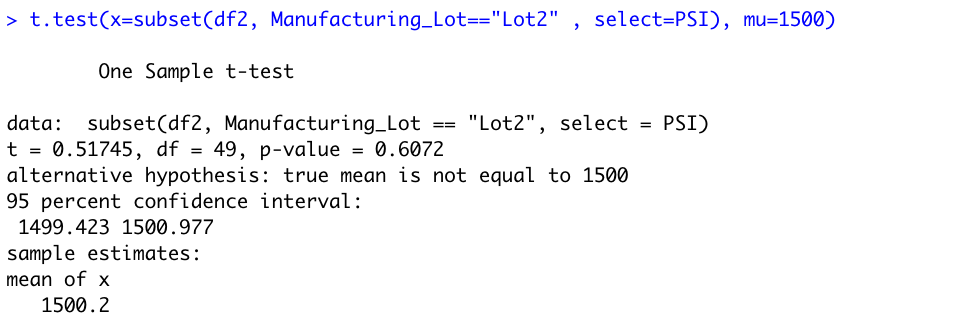 > t.test(x=subset(df2, Manufacturing_Lot=="Lot2" , select=PSI), mu=1500)
One Sample t-test
data:  subset(df2, Manufacturing_Lot == "Lot2", select = PSI)
t = 0.51745, df = 49, p-value = 0.6072
alternative hypothesis: true mean is not equal to 1500
95 percent confidence interval:
1499.423 1500.977
sample estimates:
mean of x
1500.2